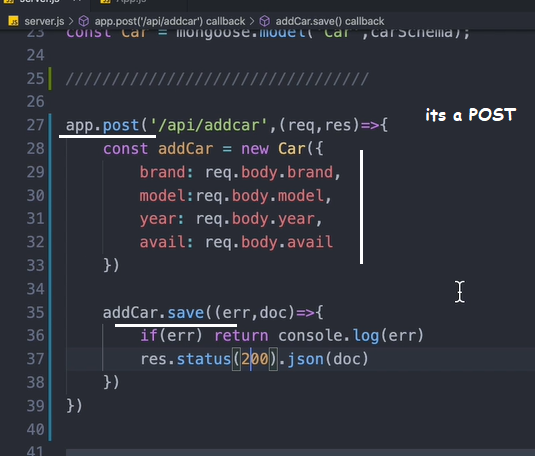 server.js
App.js
server.js > app.post('/api/addcar') callback > addCar.save() callback
23 const Car = mongoose.model('Car',carSchema);
24
25 /////////////////////////////////
26
27 app.post('/api/addcar',(req,res)=>{
its a POST
28 const addCar = new Car({
29 brand: req.body.brand,
30 model:req.body.model,
31 year: req.body.year,
32 avail: req.body.avail
33 })
34
35 addCar.save((err,doc)=>{
36 if(err) return console.log(err)
37 res.status(200).json(doc)
38 })
39 })
40
41